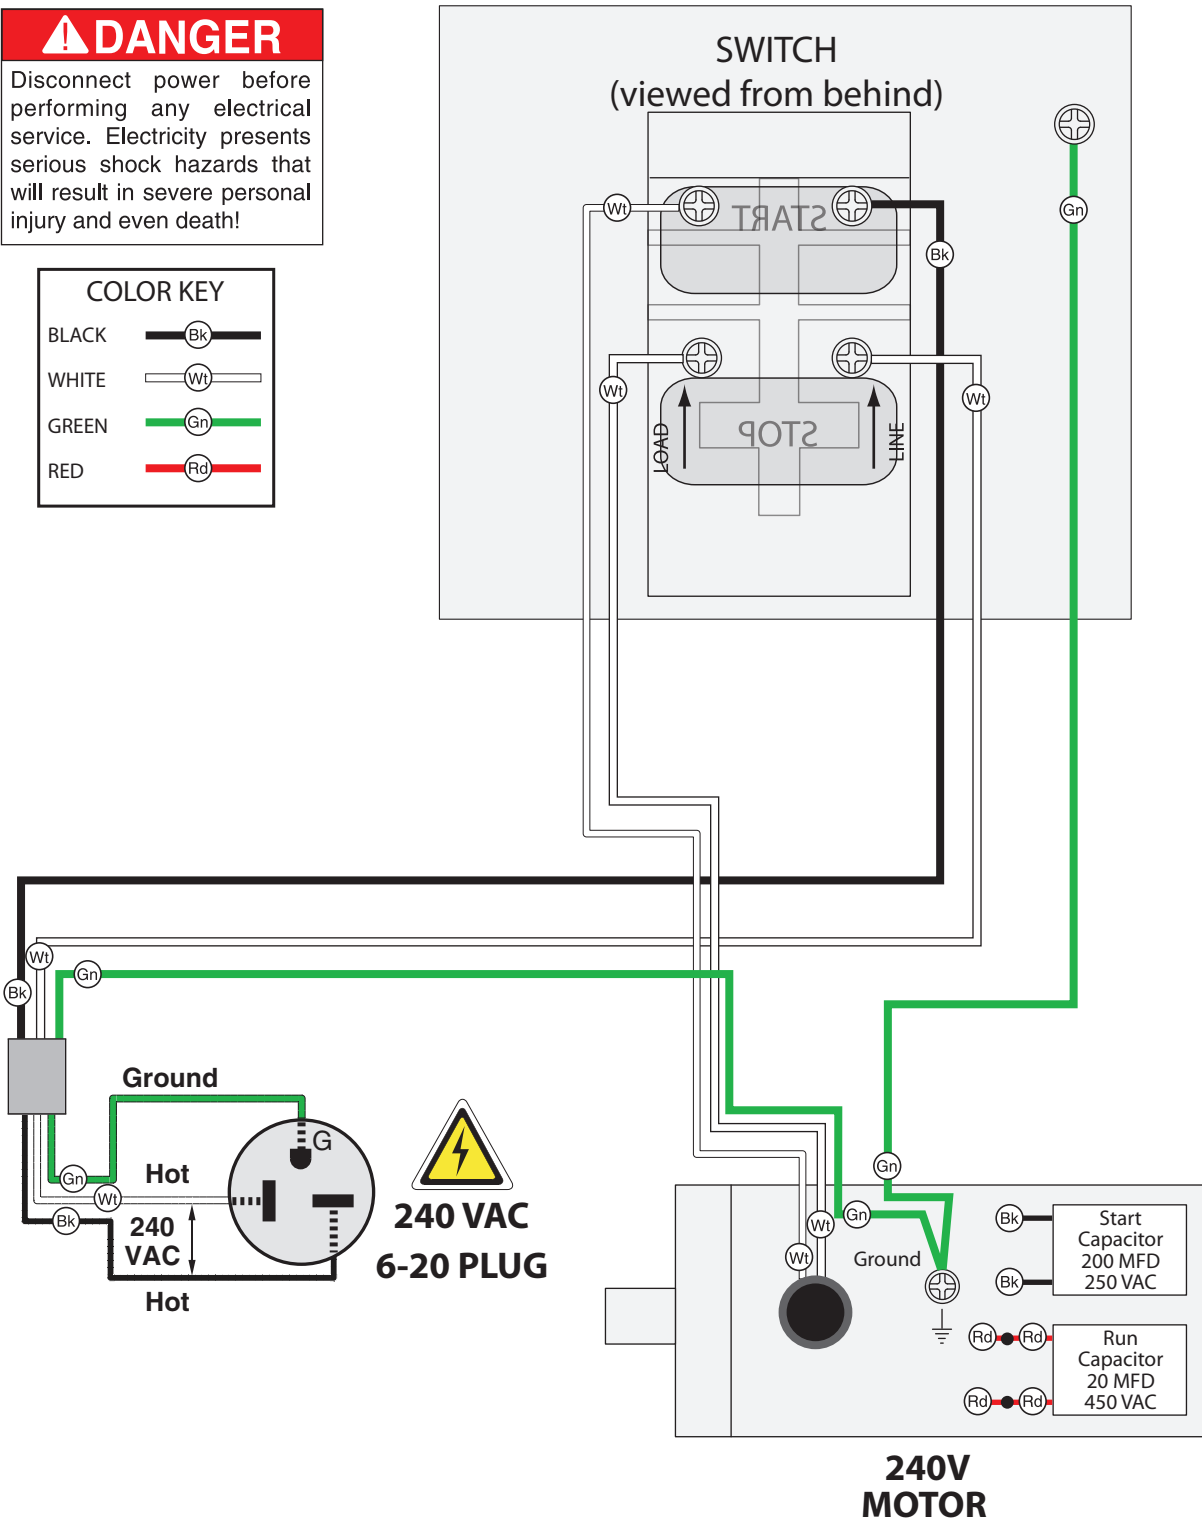 DANGER
Disconnect power before
performing any electrical
service. Electricity presents
serious shock hazards that
will result in severe personal
injury and even death!
COLOR KEY
BLACK Bk
WHITE Wt
GREEN Gn
RED Rd
SWITCH
(viewed from behind)
Wt
START
Gn
Bk
Wt
Wt
LOAD
STOP
LINE
Wt
Gn
Bk
Ground
G
Gn
Hot
Wt
Bk
240
VAC
Hot
240 VAC
6-20 PLUG
Gn
Gn
Wt
Wt
Ground
Bk
Bk
Start
Capacitor
200 MFD
250 VAC
Rd Rd
Rd Rd
Run
Capacitor
20 MFD
450 VAC
240V
MOTOR